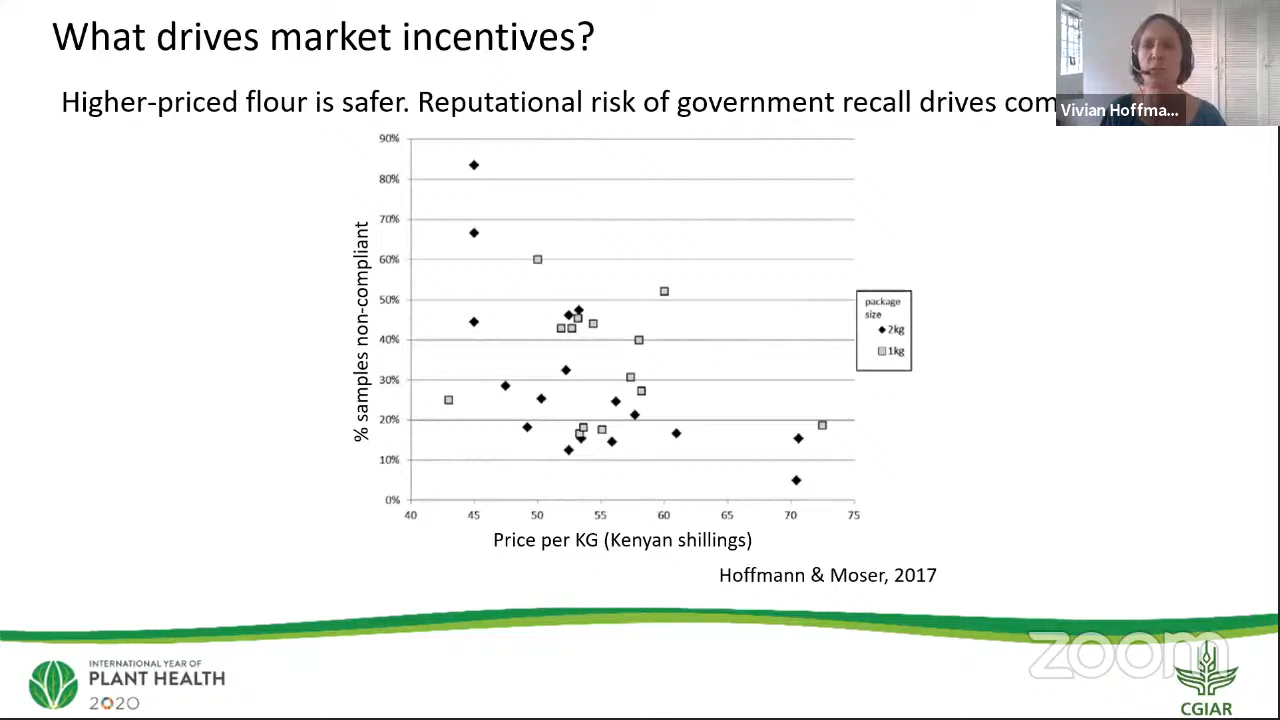 What drives market incentives?
Higher-priced flour is safer. Reputational risk of government recall drives com
Vivian Hoffma...
90%
80%
70%
60%
50%
40%
30%
20%
10%
0%
% samples non-compliant
40 45 50 55 60 65 70 75
Price per KG (Kenyan shillings)
package
size
2kg
1kg
Hoffmann & Moser, 2017
INTERNATIONAL YEAR OF
PLANT HEALTH
2020
zoom
CGIAR